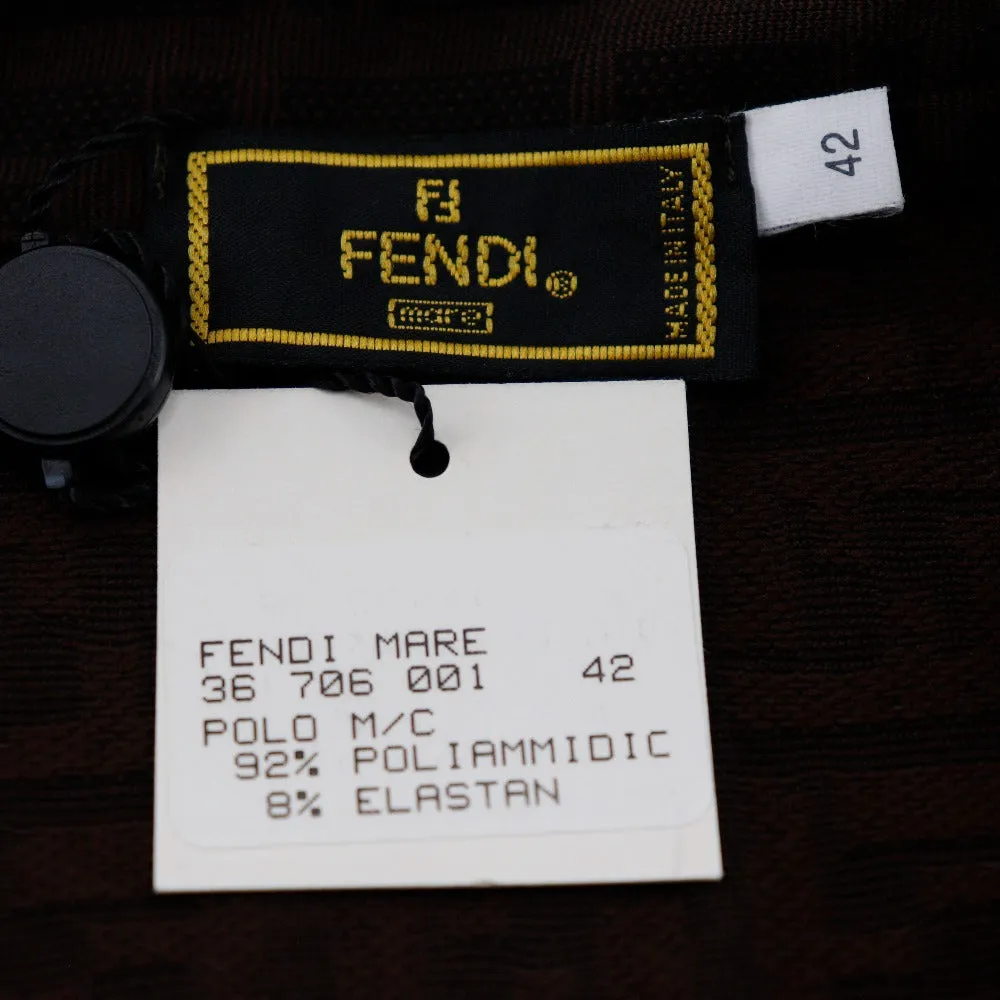 FF
FENDI
mare
MADE IN ITALY
42
FENDI MARE
36 706 001 42
POLO M/C
92% POLIAMMIDIC
8% ELASTAN